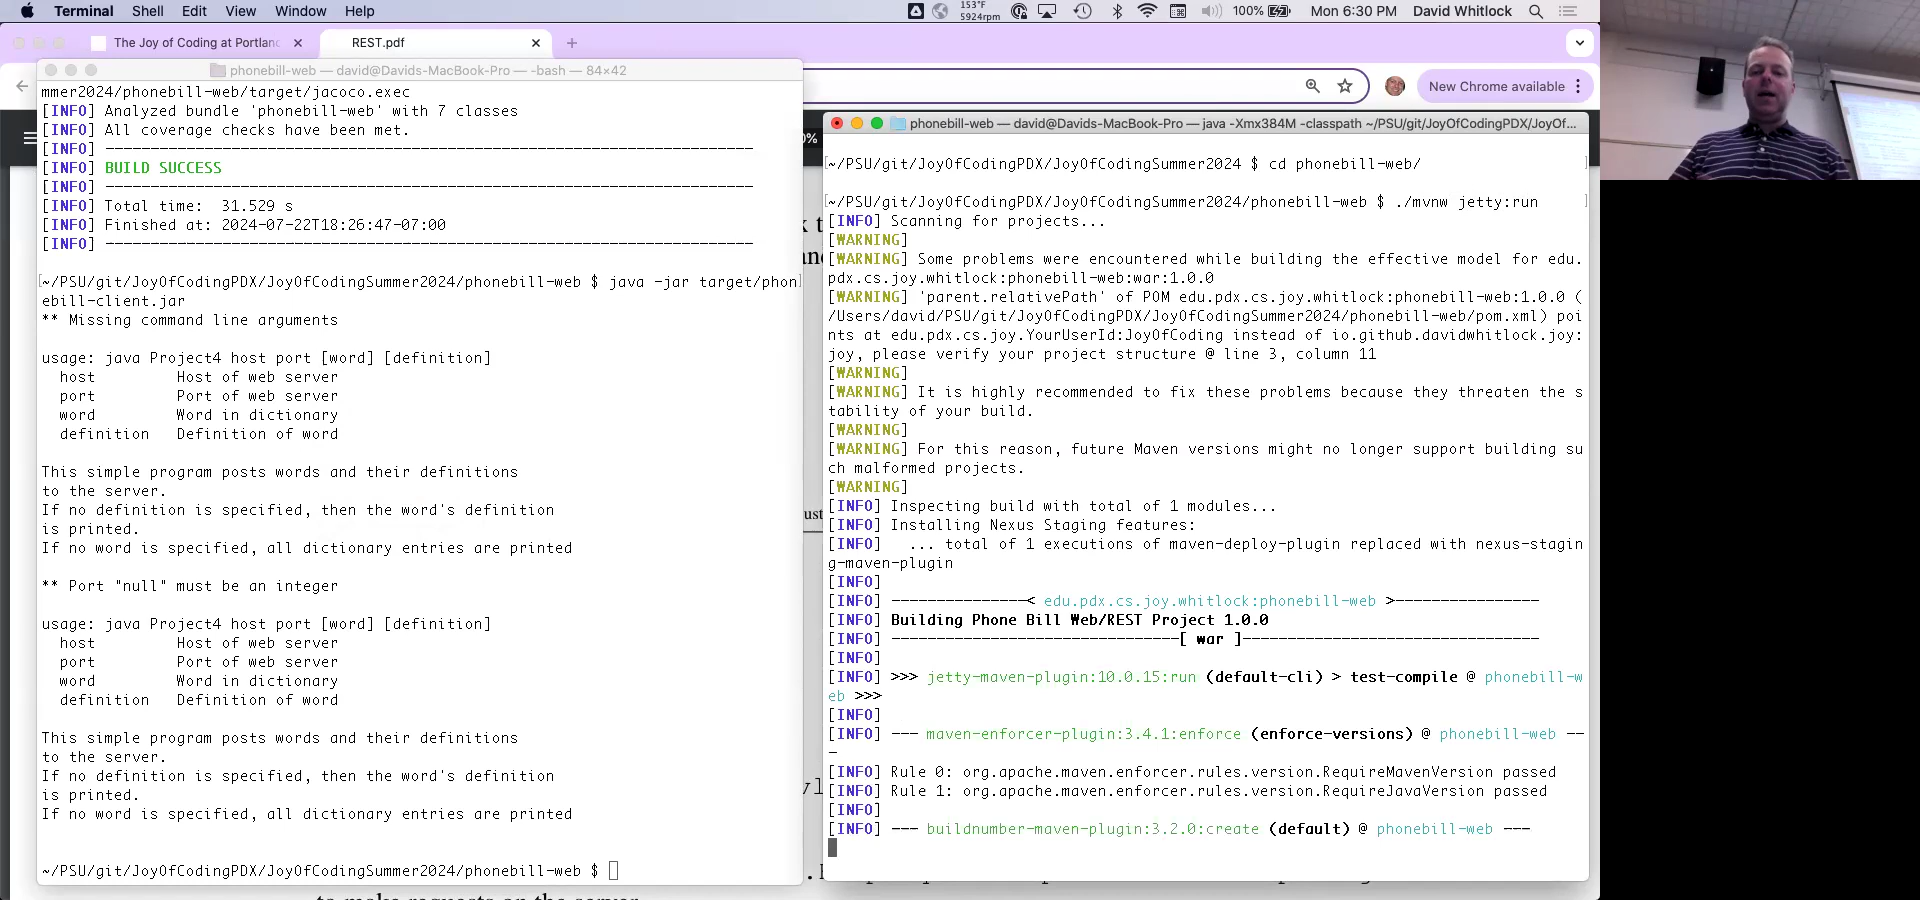 Terminal Shell Edit View Window Help 153°F 5924rpm 100% Mon 6:30 PM David Whitlock
The Joy of Coding at Portlan
REST.pdf
New Chrome available
phonebill-web — david@Davids-MacBook-Pro — -bash — 84×42
mmer2024/phonebill-web/target/jacoco.exec
[INFO] Analyzed bundle 'phonebill-web' with 7 classes
[INFO] All coverage checks have been met.
[INFO] ------------------------------------------------------------------------
[INFO] BUILD SUCCESS
[INFO] ------------------------------------------------------------------------
[INFO] Total time:  31.529 s
[INFO] Finished at: 2024-07-22T18:26:47-07:00
[INFO] ------------------------------------------------------------------------
[~/PSU/git/JoyOfCodingPDX/JoyOfCodingSummer2024/phonebill-web $ java -jar target/phon]
ebill-client.jar
** Missing command line arguments
usage: java Project4 host port [word] [definition]
host Host of web server
port Port of web server
word Word in dictionary
definition Definition of word
This simple program posts words and their definitions
to the server.
If no definition is specified, then the word's definition
is printed.
If no word is specified, all dictionary entries are printed
** Port "null" must be an integer
usage: java Project4 host port [word] [definition]
host Host of web server
port Port of web server
word Word in dictionary
definition Definition of word
This simple program posts words and their definitions
to the server.
If no definition is specified, then the word's definition
is printed.
If no word is specified, all dictionary entries are printed
~/PSU/git/JoyOfCodingPDX/JoyOfCodingSummer2024/phonebill-web $
phonebill-web — david@Davids-MacBook-Pro — java -Xmx384M -classpath ~/PSU/git/JoyOfCodingPDX/JoyOf...
[~/PSU/git/JoyOfCodingPDX/JoyOfCodingSummer2024 $ cd phonebill-web/ ]
[~/PSU/git/JoyOfCodingPDX/JoyOfCodingSummer2024/phonebill-web $ ./mvnw jetty:run ]
[INFO] Scanning for projects...
[WARNING]
[WARNING] Some problems were encountered while building the effective model for edu.
pdx.cs.joy.whitlock:phonebill-web:war:1.0.0
[WARNING] 'parent.relativePath' of POM edu.pdx.cs.joy.whitlock:phonebill-web:1.0.0 (
/Users/david/PSU/git/JoyOfCodingPDX/JoyOfCodingSummer2024/phonebill-web/pom.xml) poi
nts at edu.pdx.cs.joy.YourUserId:JoyOfCoding instead of io.github.davidwhitlock.joy:
joy, please verify your project structure @ line 3, column 11
[WARNING]
[WARNING] It is highly recommended to fix these problems because they threaten the s
tability of your build.
[WARNING]
[WARNING] For this reason, future Maven versions might no longer support building su
ch malformed projects.
[WARNING]
[INFO] Inspecting build with total of 1 modules...
[INFO] Installing Nexus Staging features:
[INFO]   ... total of 1 executions of maven-deploy-plugin replaced with nexus-stagin
g-maven-plugin
[INFO]
[INFO] ---------------< edu.pdx.cs.joy.whitlock:phonebill-web >----------------
[INFO] Building Phone Bill Web/REST Project 1.0.0
[INFO] --------------------------------[ war ]---------------------------------
[INFO]
[INFO] >>> jetty-maven-plugin:10.0.15:run (default-cli) > test-compile @ phonebill-w
eb >>>
[INFO]
[INFO] --- maven-enforcer-plugin:3.4.1:enforce (enforce-versions) @ phonebill-web --
-
[INFO] Rule 0: org.apache.maven.enforcer.rules.version.RequireMavenVersion passed
[INFO] Rule 1: org.apache.maven.enforcer.rules.version.RequireJavaVersion passed
[INFO]
[INFO] --- buildnumber-maven-plugin:3.2.0:create (default) @ phonebill-web ---